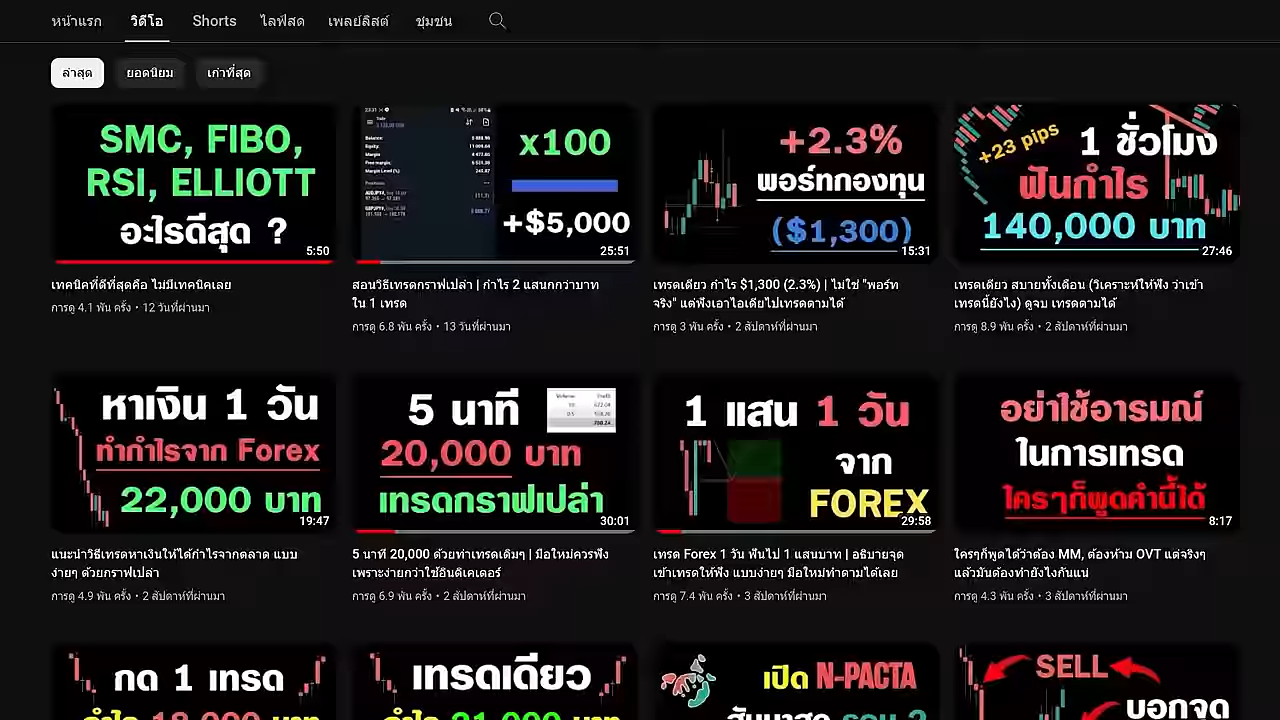 หน้าแรก วิดีโอ Shorts ไลฟ์สด เพลย์ลิสต์ ชุมชน
ล่าสุด ยอดนิยม เก่าที่สุด
SMC, FIBO,
RSI, ELLIOTT
อะไรดีสุด ?
5:50
เทคนิคที่ดีที่สุดคือ ไม่มีเทคนิคเลย
การดู 4.1 พัน ครั้ง • 12 วันที่ผ่านมา
Trade
Balance:
Equity:
Margin
Free margin:
Margin Level (%)
x100
+$5,000
25:51
สอนวิธีเทรดกราฟเปล่า | กำไร 2 แสนกกว่าบาท
ใน 1 เทรด
การดู 6.8 พัน ครั้ง • 13 วันที่ผ่านมา
+2.3%
พอร์ทกองทุน
($1,300)
15:31
เทรดเดียว กำไร $1,300 (2.3%) | ไม่ใช่ "พอร์ท
จริง" แต่ฟังเอาไอเดียไปเทรดตามได้
การดู 3 พัน ครั้ง • 2 สัปดาห์ที่ผ่านมา
+23 pips
1 ชั่วโมง
ฟันกำไร
140,000 บาท
27:46
เทรดเดียว สบายทั้งเดือน (วิเคราะห์ให้ฟัง ว่าเข้า
เทรดนี้ยังไง) ดูจบ เทรดตามได้
การดู 8.9 พัน ครั้ง • 2 สัปดาห์ที่ผ่านมา
หาเงิน 1 วัน
ทำกำไรจาก Forex
22,000 บาท
19:47
แนะนำวิธีเทรดหาเงินให้ได้กำไรจากตลาด แบบ
ง่ายๆ ด้วยกราฟเปล่า
การดู 4.9 พัน ครั้ง • 2 สัปดาห์ที่ผ่านมา
5 นาที
20,000 บาท
เทรดกราฟเปล่า
30:01
5 นาที 20,000 ด้วยท่าเทรดเดิมๆ | มือใหม่ควรฟัง
เพราะง่ายกว่าใช้อินดิเคเตอร์
การดู 6.9 พัน ครั้ง • 2 สัปดาห์ที่ผ่านมา
1 แสน 1 วัน
จาก
FOREX
29:58
เทรด Forex 1 วัน ฟันไป 1 แสนบาท | อธิบายจุด
เข้าเทรดให้ฟัง แบบง่ายๆ มือใหม่ทำตามได้เลย
การดู 7.4 พัน ครั้ง • 3 สัปดาห์ที่ผ่านมา
อย่าใช้อารมณ์
ในการเทรด
ใครๆก็พูดคำนี้ได้
8:17
ใครๆก็พูดได้ว่าต้อง MM, ต้องห้าม OVT แต่จริงๆ
แล้วมันต้องทำยังไงกันแน่
การดู 4.3 พัน ครั้ง • 3 สัปดาห์ที่ผ่านมา
กด 1 เทรด
กำไร 18,000 บาท
เทรดเดียว
กำไร 21,000 บาท
เปิด N-PACTA
สัมนาสด รอบ 2
SELL
บอกจุด